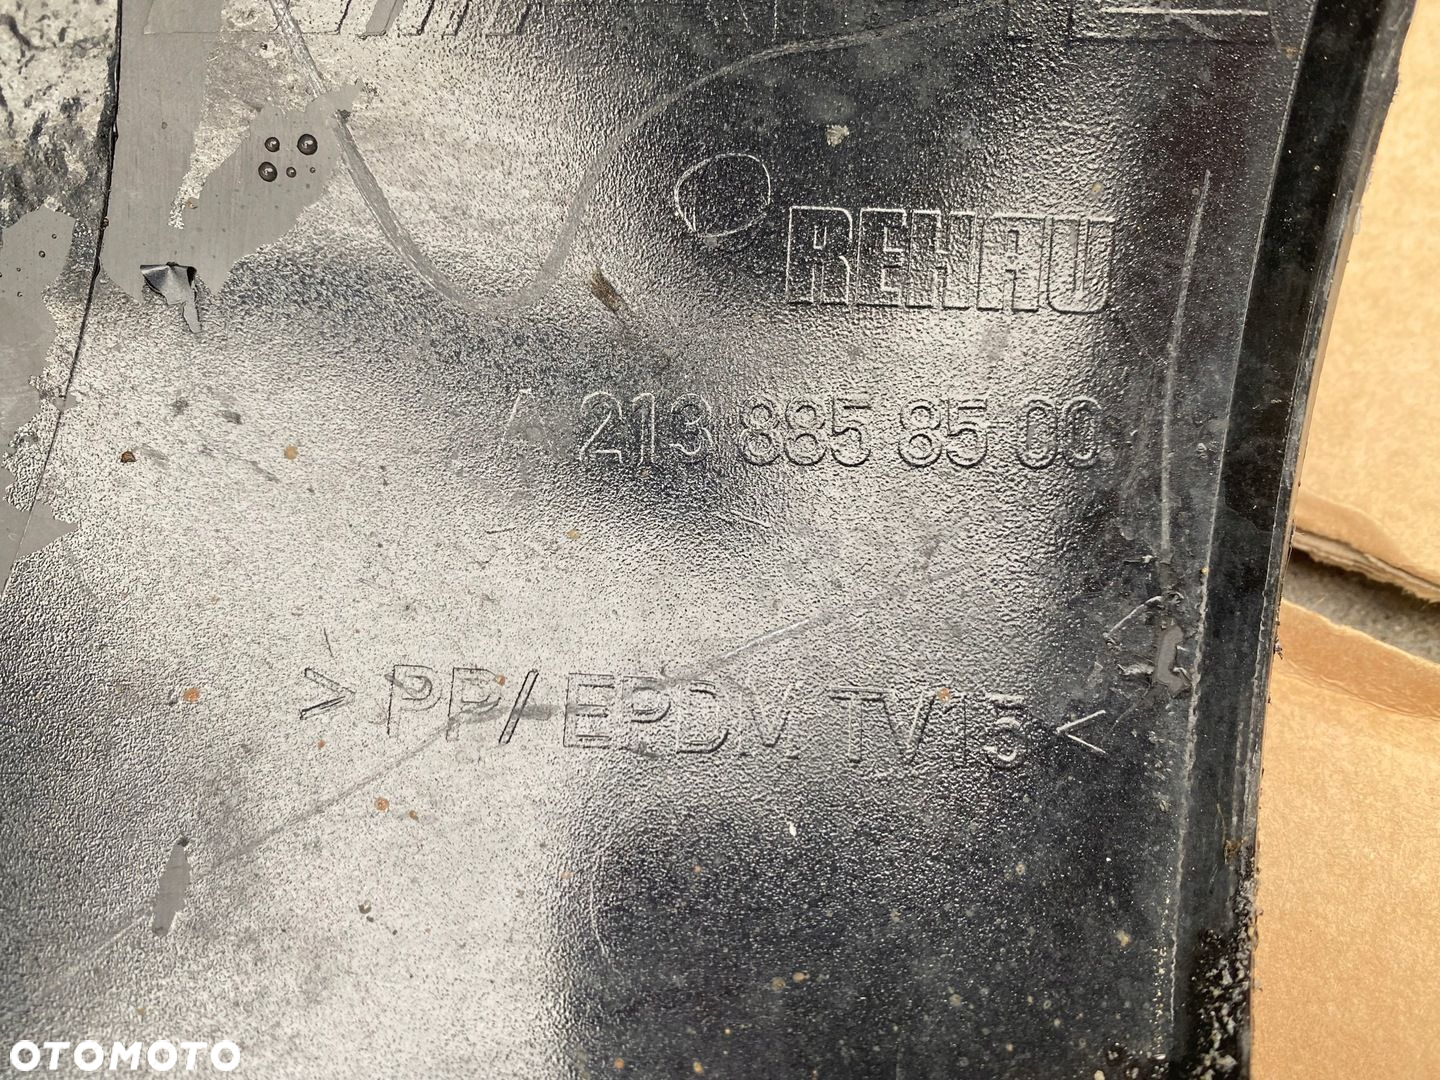 REHAU
A 213 885 85 00
> PP/ EPDM TV15 <
OTOMOTO